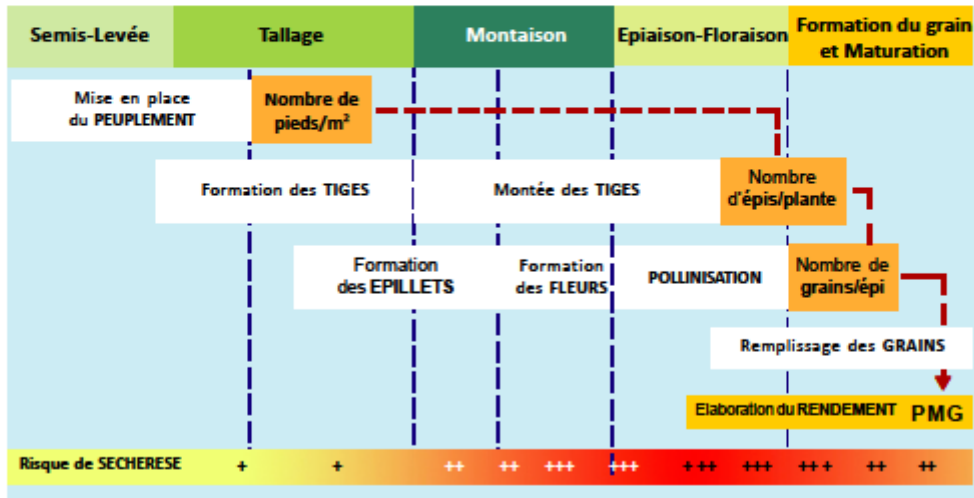 Semis-Levée
Tallage
Montaison
Epiaison-Floraison
Formation du grain
et Maturation
Mise en place
du PEUPLEMENT
Nombre de
pieds/m²
Formation des TIGES
Montée des TIGES
Nombre
d'épis/plante
Formation
des EPILLETS
Formation
des FLEURS
POLLINISATION
Nombre de
grains/épi
Remplissage des GRAINS
Elaboration du RENDEMENT PMG
Risque de SECHERESE + + ++ ++ +++ +++ + ++ +++ ++ + ++ ++